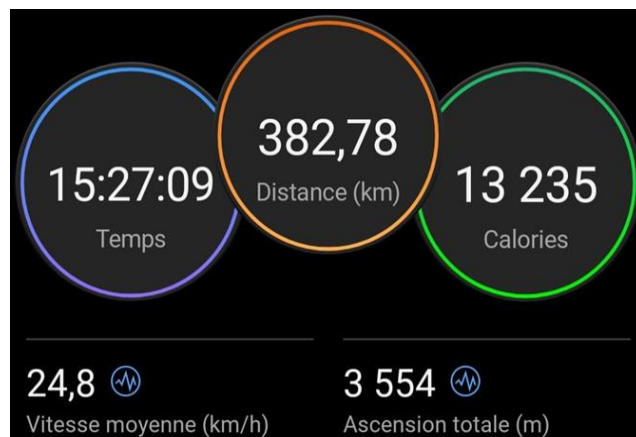 382,78
Distance (km)
15:27:09
Temps
13 235
Calories
24,8
Vitesse moyenne (km/h)
3 554
Ascension totale (m)